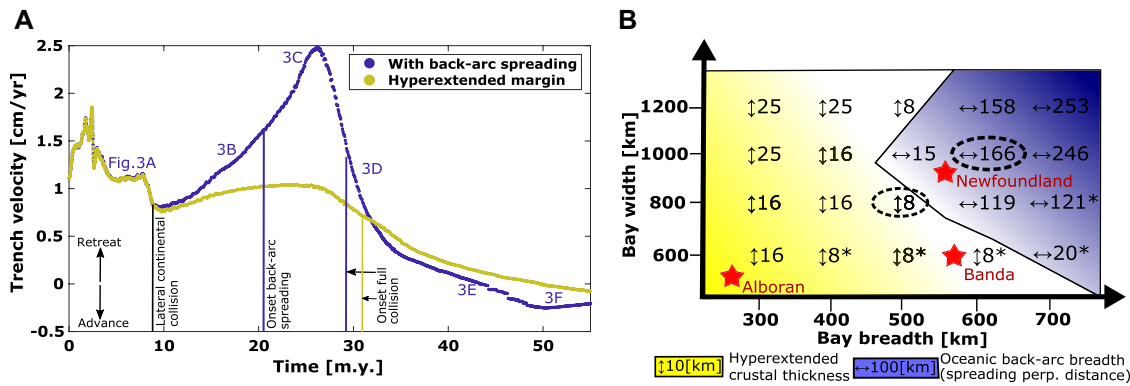 A
B
Trench velocity [cm/yr]
2.5
2.0
1.5
1
0.5
0
-0.5
With back-arc spreading
Hyperextended margin
Fig.3A
3B
3C
3D
3E
3F
Retreat
Advance
Lateral continental
collision
Onset back-arc
spreading
Onset full
collision
0 10 20 30 40 50
Time [m.y.]
Bay width [km]
1200 ↕25 ↕25 ↕8 ↔158 ↔253
1000 ↕25 ↕16 ↔15 ↔166 ↔246
Newfoundland
800 ↕16 ↕16 ↕8 ↔119 ↔121*
600 ↕16 ↕8* ↕8* ↕8* ↔20*
Alboran
Banda
300 400 500 600 700
Bay breadth [km]
↕10[km] Hyperextended
crustal thickness
↔100[km] Oceanic back-arc breadth
(spreading perp. distance)